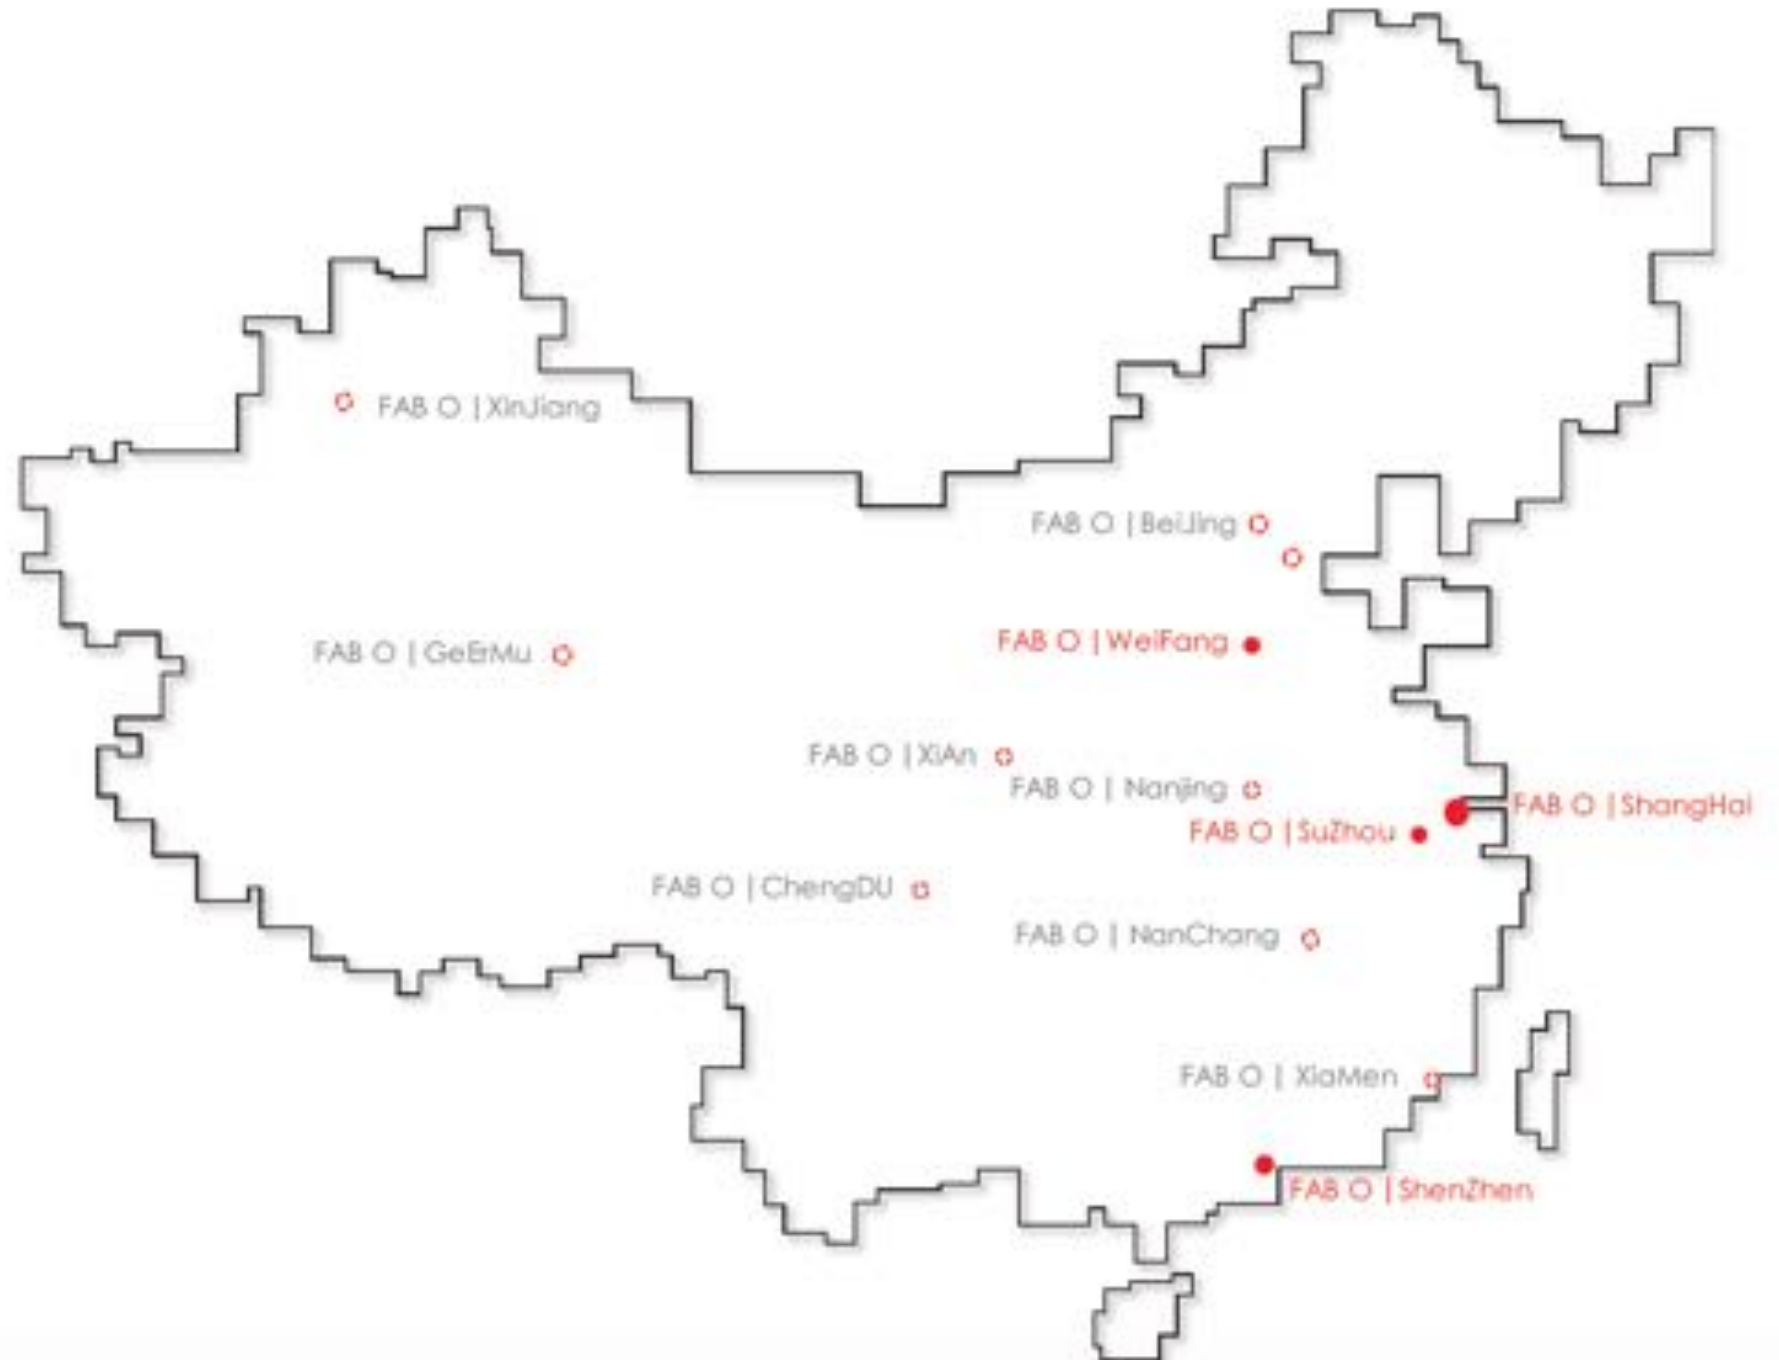 FAB O | XinJiang
FAB O | BeiJing
FAB O | WeiFang
FAB O | GeErMu
FAB O | XiAn
FAB O | Nanjing
FAB O | ShangHai
FAB O | SuZhou
FAB O | ChengDU
FAB O | NanChang
FAB O | XiaMen
FAB O | ShenZhen